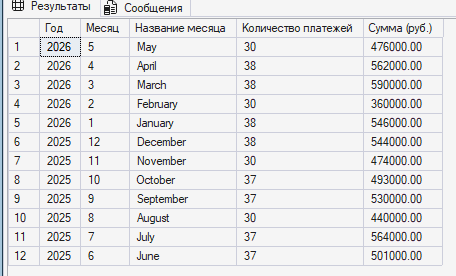 Результаты Сообщения
Год Месяц Название месяца Количество платежей Сумма (руб.)
1 2026 5 May 30 476000.00
2 2026 4 April 38 562000.00
3 2026 3 March 38 590000.00
4 2026 2 February 30 360000.00
5 2026 1 January 38 546000.00
6 2025 12 December 38 544000.00
7 2025 11 November 30 474000.00
8 2025 10 October 37 493000.00
9 2025 9 September 37 530000.00
10 2025 8 August 30 440000.00
11 2025 7 July 37 564000.00
12 2025 6 June 37 501000.00